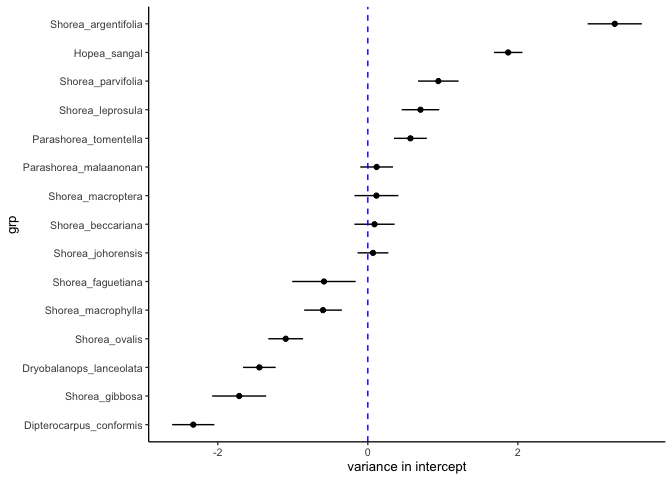 Shorea_argentifolia
Hopea_sangal
Shorea_parvifolia
Shorea_leprosula
Parashorea_tomentella
Parashorea_malaanonan
Shorea_macroptera
Shorea_beccariana
Shorea_johorensis
Shorea_faguetiana
Shorea_macrophylla
Shorea_ovalis
Dryobalanops_lanceolata
Shorea_gibbosa
Dipterocarpus_conformis
grp
-2 0 2
variance in intercept